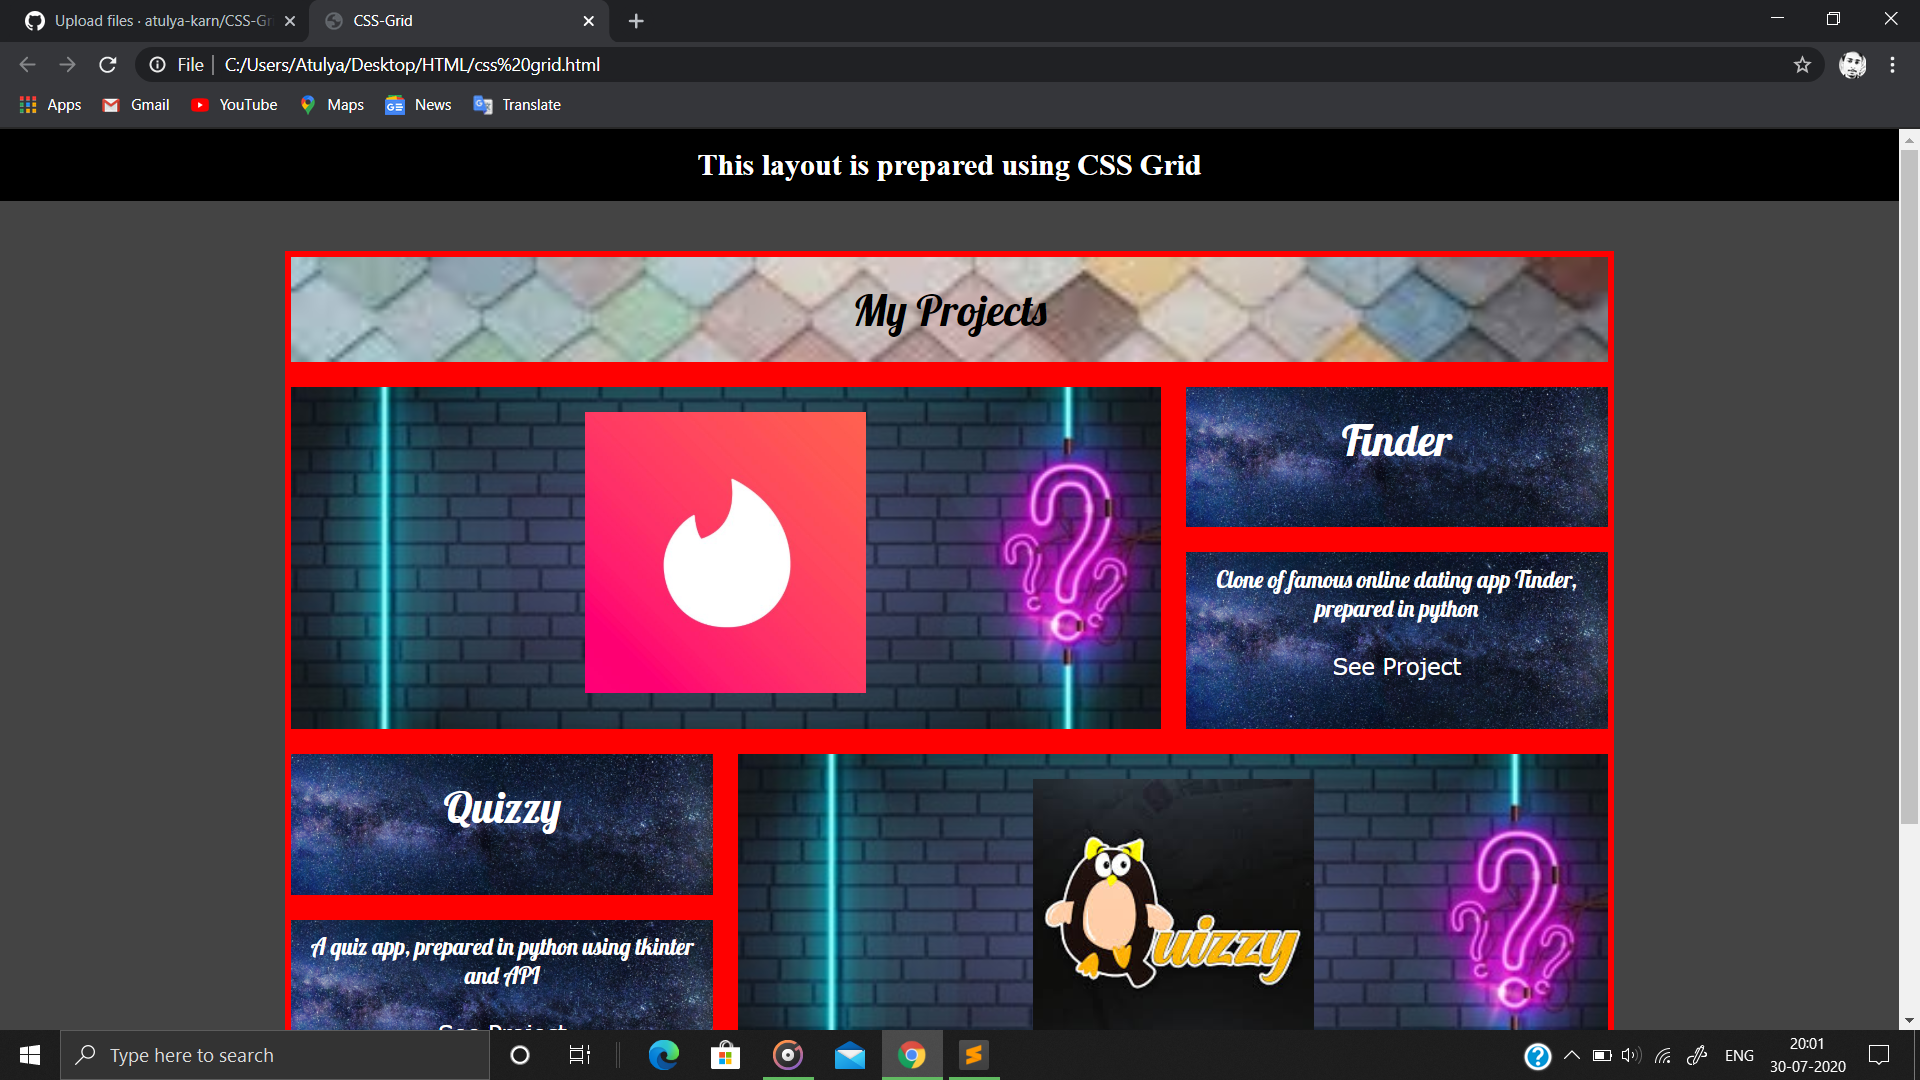 Upload files · atulya-karn/CSS-Gr
CSS-Grid
File
C:/Users/Atulya/Desktop/HTML/css%20grid.html
Apps
Gmail
YouTube
Maps
News
Translate
This layout is prepared using CSS Grid
My Projects
Finder
Clone of famous online dating app Tinder,
prepared in python
See Project
Quizzy
uizzy
A quiz app, prepared in python using tkinter
and API
See Project
Type here to search
ENG
20:01
30-07-2020